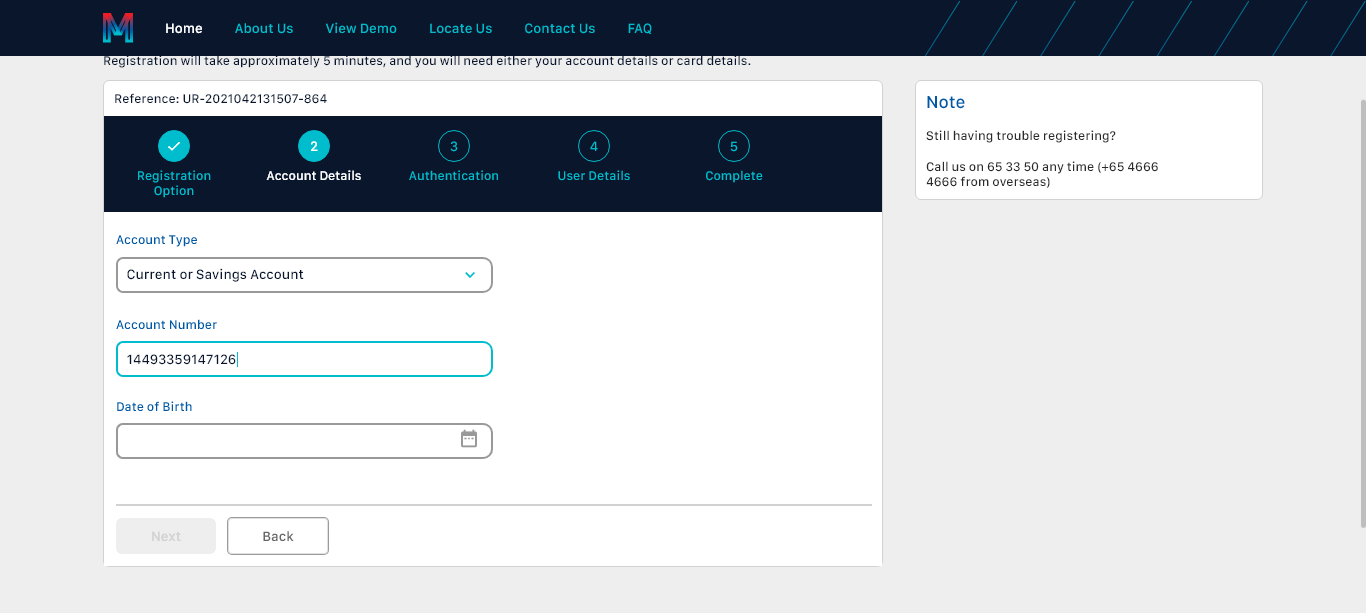 Home About Us View Demo Locate Us Contact Us FAQ
Registration will take approximately 5 minutes, and you will need either your account details or card details.
Reference: UR-2021042131507-864
2 3 4 5
Registration Option Account Details Authentication User Details Complete
Account Type
Current or Savings Account
Account Number
14493359147126
Date of Birth
Next Back
Note
Still having trouble registering?
Call us on 65 33 50 any time (+65 4666
4666 from overseas)